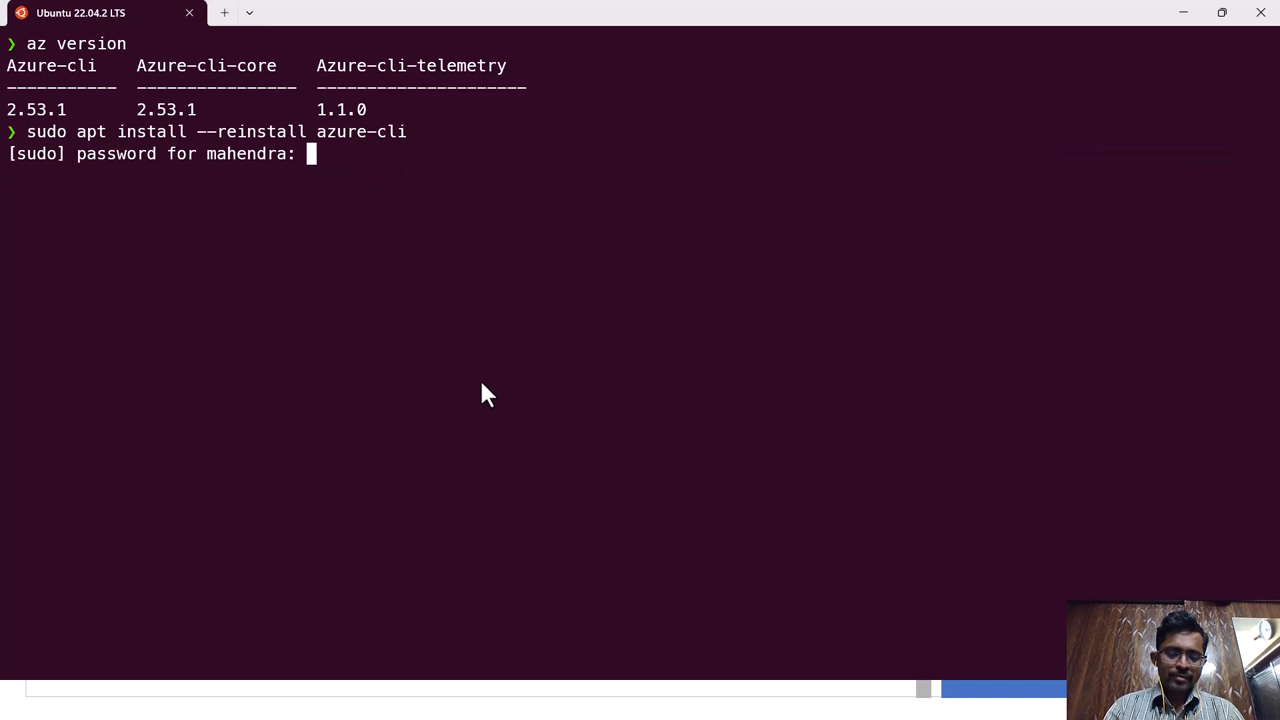 Ubuntu 22.04.2 LTS
❯ az version
Azure-cli    Azure-cli-core    Azure-cli-telemetry
-----------  ----------------  ---------------------
2.53.1       2.53.1            1.1.0
❯ sudo apt install --reinstall azure-cli
[sudo] password for mahendra: